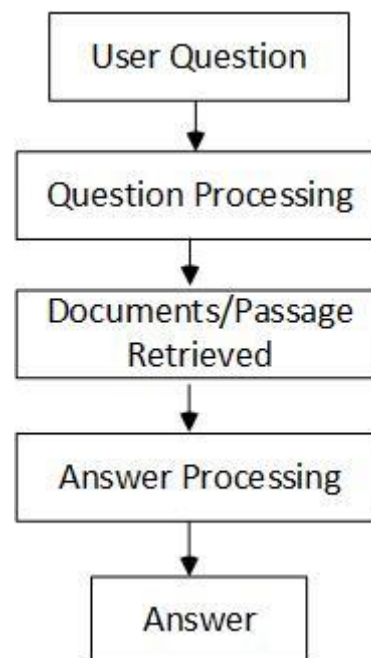 User Question
Question Processing
Documents/Passage
Retrieved
Answer Processing
Answer